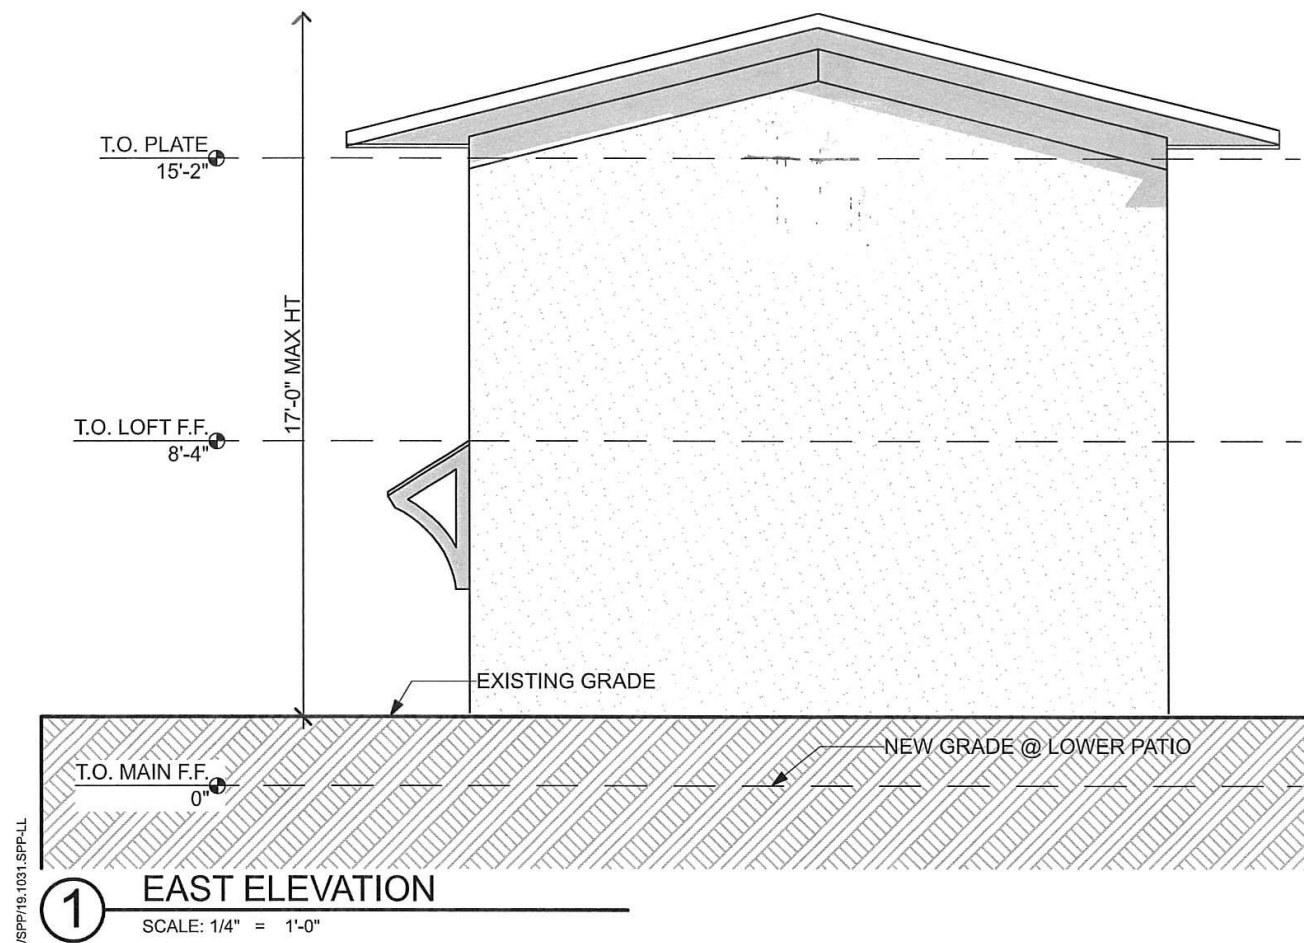 T.O. PLATE
15'-2"
17'-0" MAX HT
T.O. LOFT F.F.
8'-4"
EXISTING GRADE
NEW GRADE @ LOWER PATIO
T.O. MAIN F.F.
0"
/SPP/19.1031.SPP-LL
1
EAST ELEVATION
SCALE: 1/4" = 1'-0"